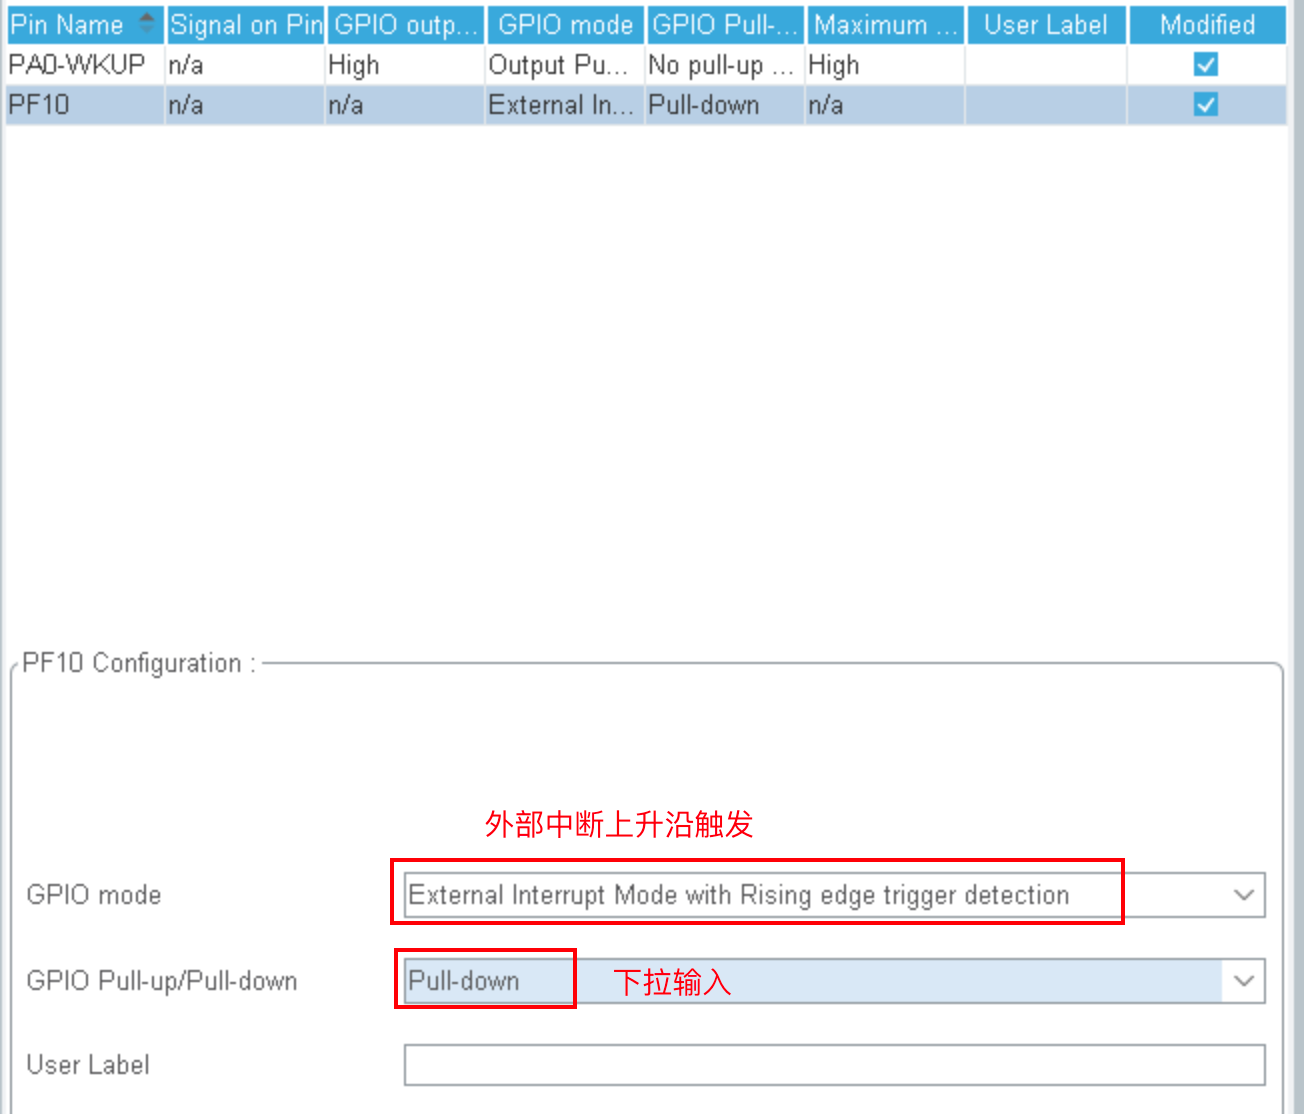 Pin Name Signal on Pin GPIO outp... GPIO mode GPIO Pull-... Maximum ... User Label Modified
PA0-WKUP n/a High Output Pu... No pull-up ... High
PF10 n/a n/a External In... Pull-down n/a
PF10 Configuration :
外部中断上升沿触发
GPIO mode External Interrupt Mode with Rising edge trigger detection
GPIO Pull-up/Pull-down Pull-down 下拉输入
User Label